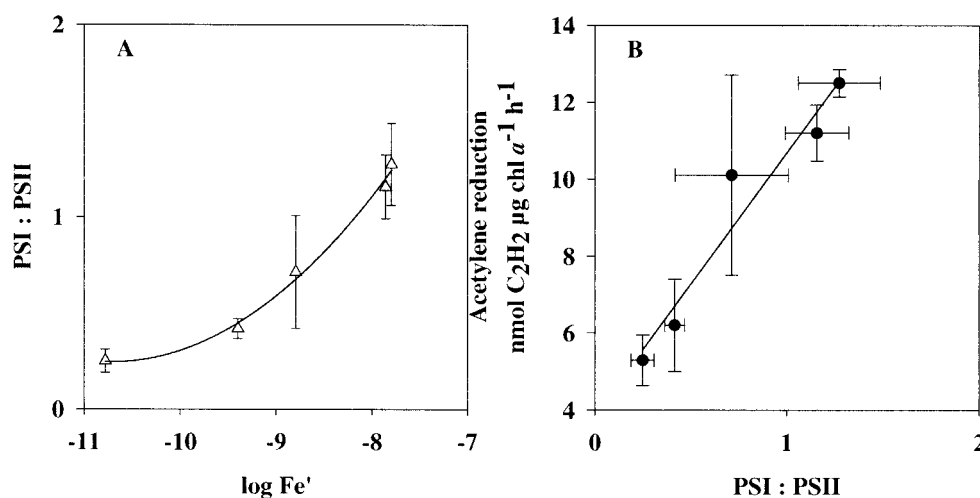 A
2
1
0
PSI : PSII
-11 -10 -9 -8 -7
log Fe'
B
14
12
10
8
6
4
Acetylene reduction
nmol C₂H₂ µg chl a⁻¹ h⁻¹
0 1 2
PSI : PSII